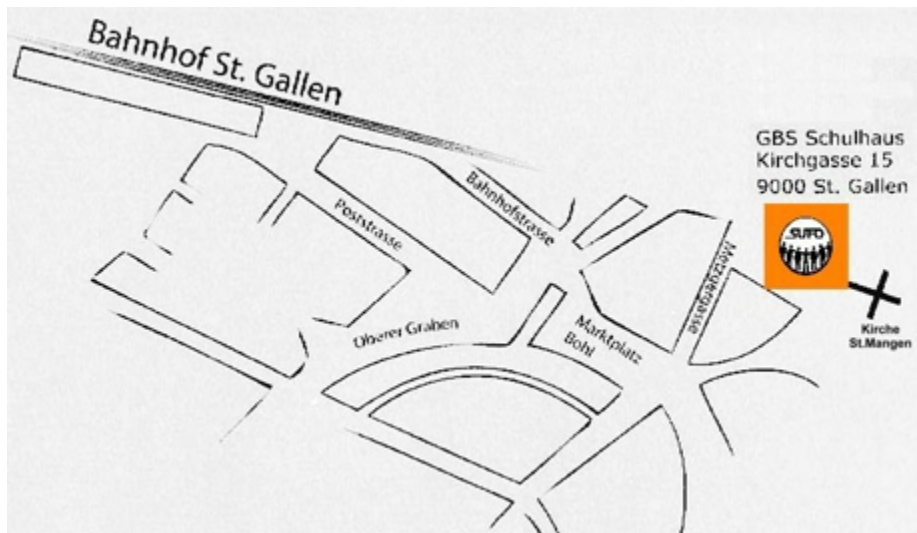 Bahnhof St. Gallen
GBS Schulhaus
Kirchgasse 15
9000 St. Gallen
Bahnhofstrasse
Poststrasse
SUFO
Metzgergasse
Oberer Graben
Marktplatz
Bohl
Kirche
St.Mangen